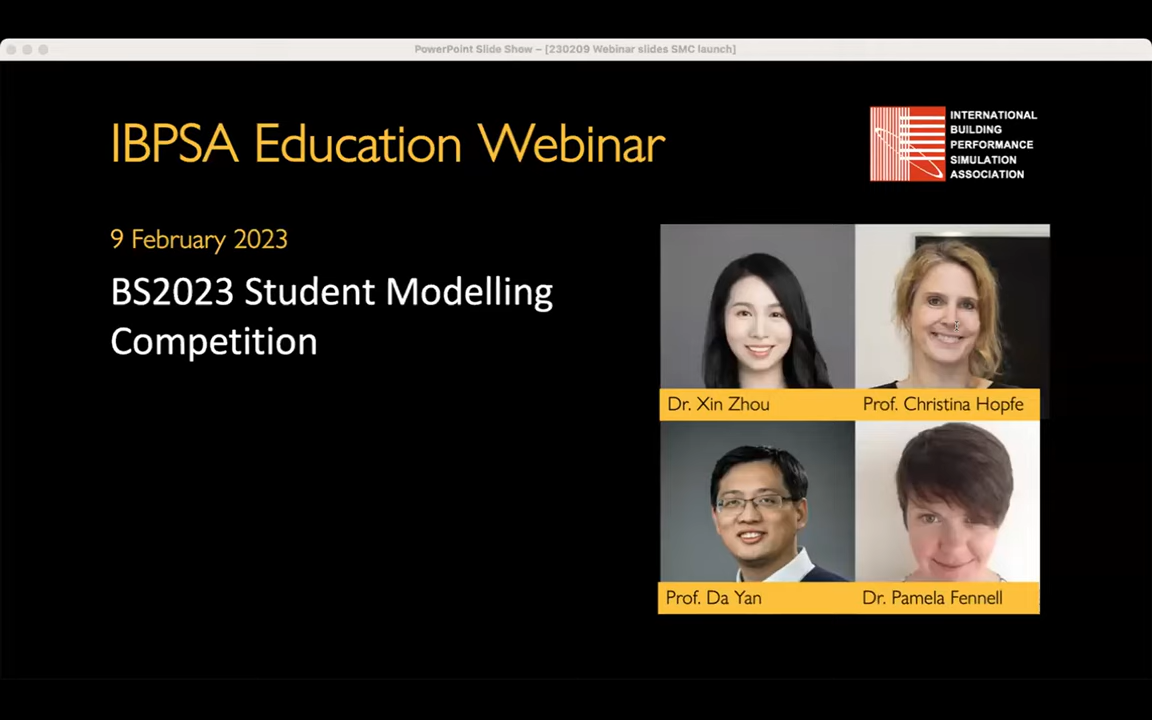 PowerPoint Slide Show – [230209 Webinar slides SMC launch]
IBPSA Education Webinar
INTERNATIONAL
BUILDING
PERFORMANCE
SIMULATION
ASSOCIATION
9 February 2023
BS2023 Student Modelling
Competition
Dr. Xin Zhou
Prof. Christina Hopfe
Prof. Da Yan
Dr. Pamela Fennell